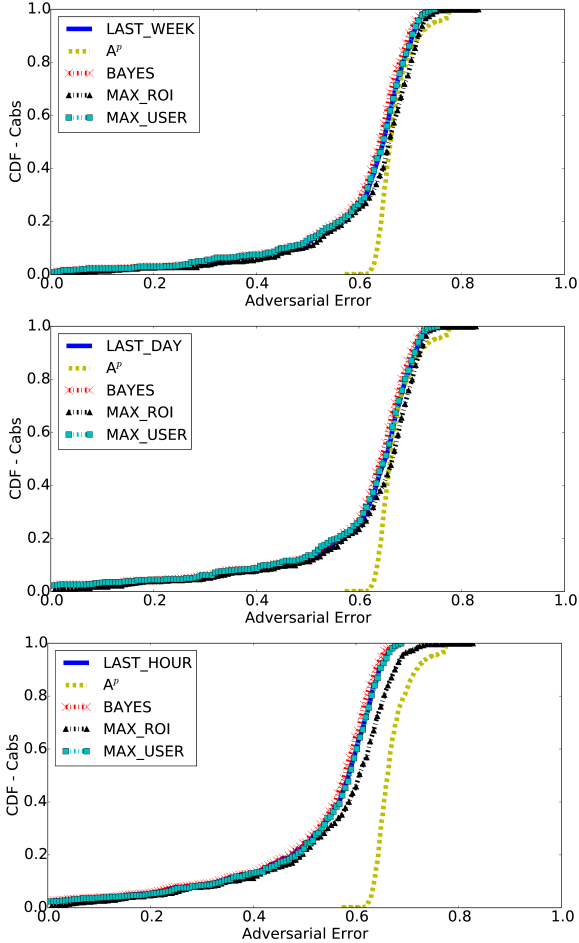 1.0
0.8
0.6
0.4
0.2
0.0
CDF - Cabs
LAST_WEEK
A^p
BAYES
MAX_ROI
MAX_USER
0.0 0.2 0.4 0.6 0.8 1.0
Adversarial Error
1.0
0.8
0.6
0.4
0.2
0.0
CDF - Cabs
LAST_DAY
A^p
BAYES
MAX_ROI
MAX_USER
0.0 0.2 0.4 0.6 0.8 1.0
Adversarial Error
1.0
0.8
0.6
0.4
0.2
0.0
CDF - Cabs
LAST_HOUR
A^p
BAYES
MAX_ROI
MAX_USER
0.0 0.2 0.4 0.6 0.8 1.0
Adversarial Error